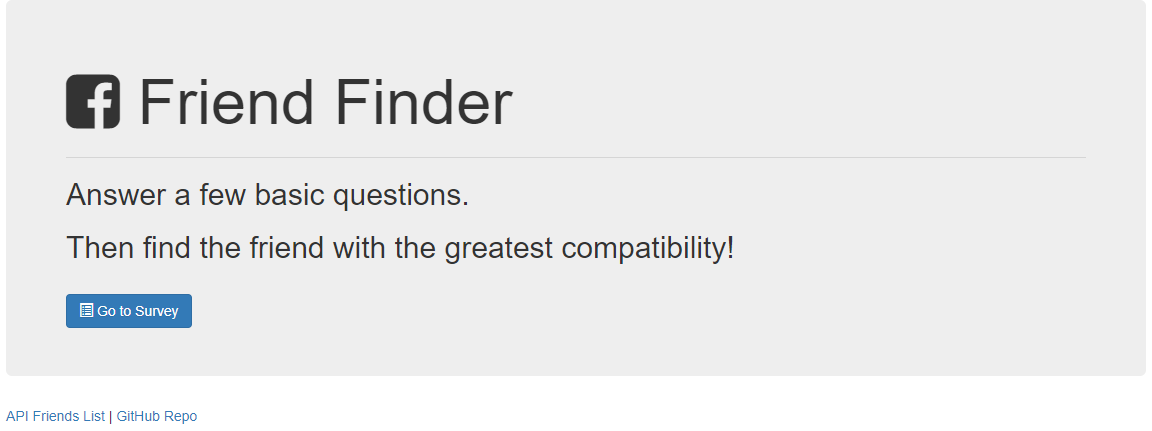 Friend Finder
Answer a few basic questions.
Then find the friend with the greatest compatibility!
Go to Survey
API Friends List | GitHub Repo